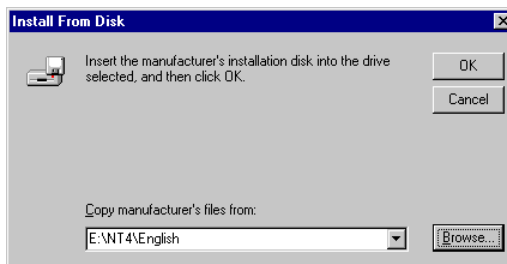 Install From Disk
Insert the manufacturer's installation disk into the drive
selected, and then click OK.
OK
Cancel
Copy manufacturer's files from:
E:\NT4\English
Browse...